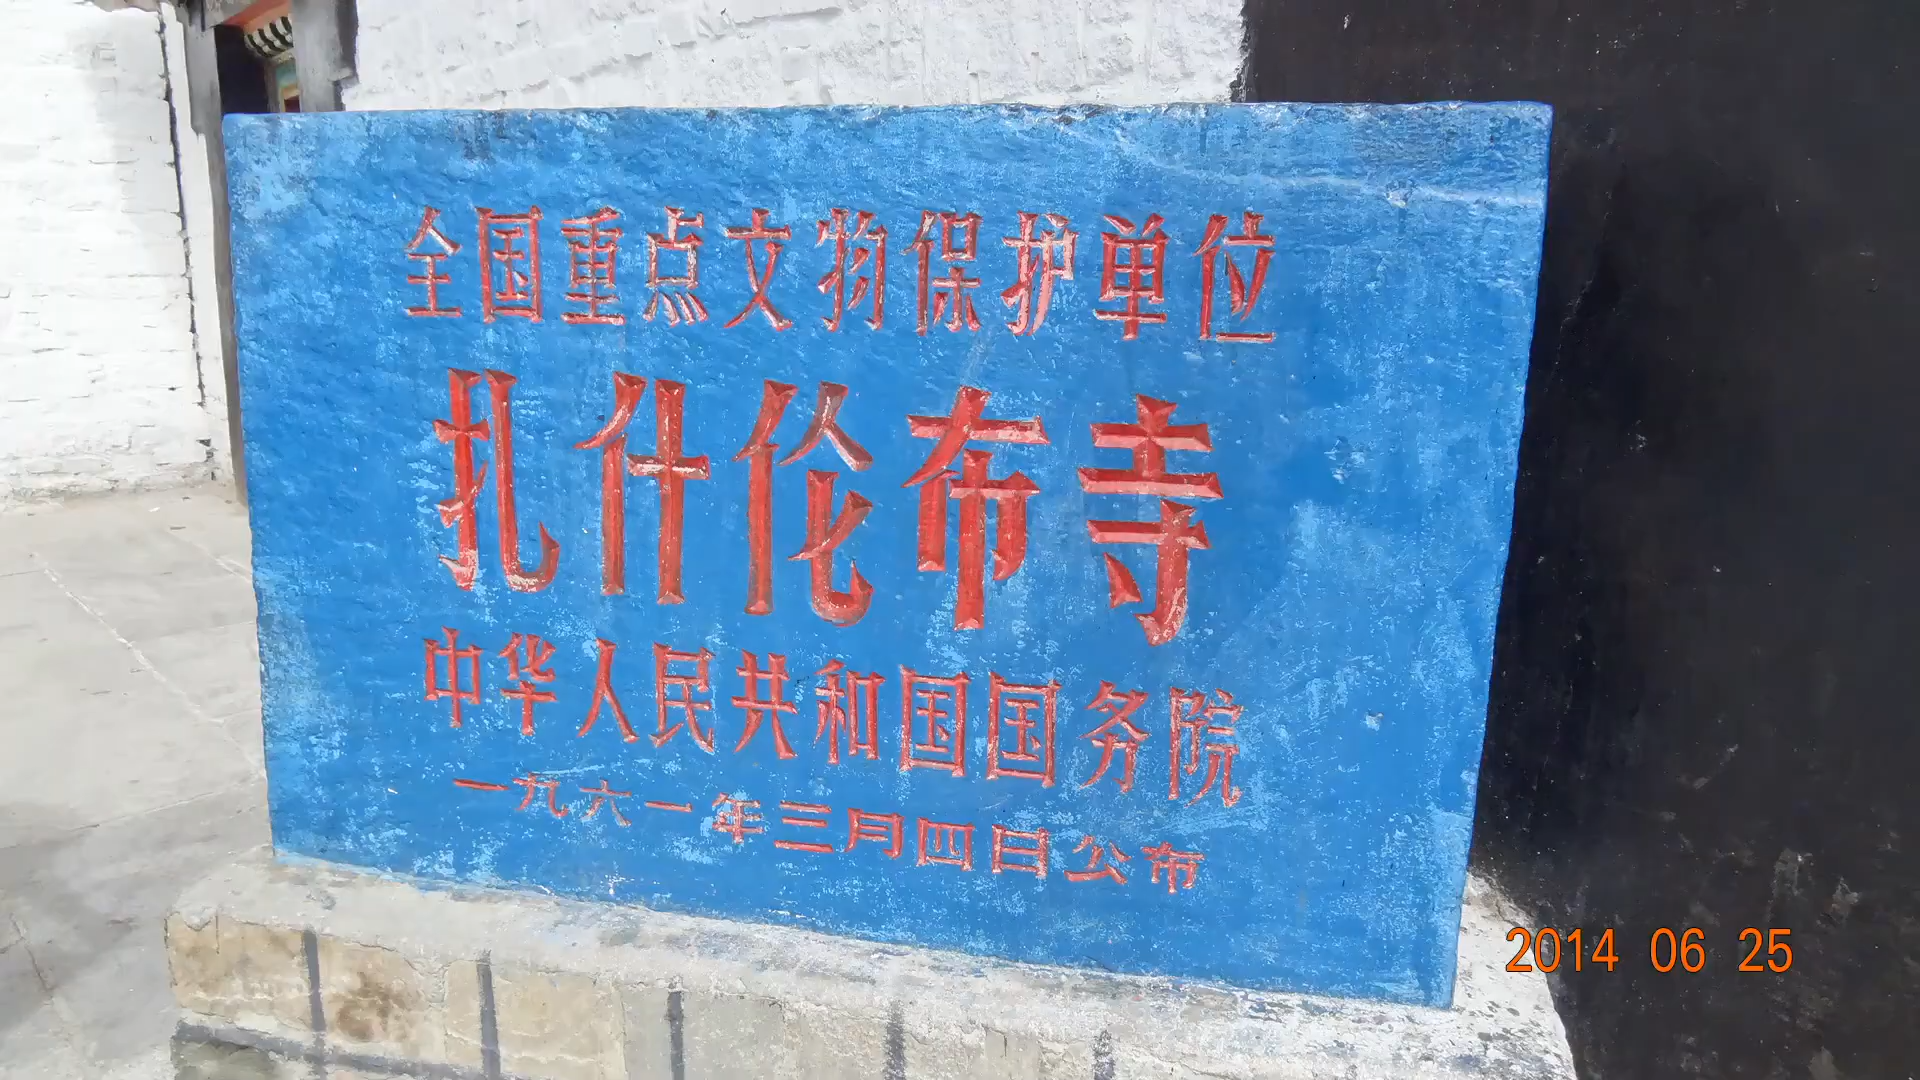 全国重点文物保护单位
扎什伦布寺
中华人民共和国国务院
一九六一年三月四日公布
2014 06 25